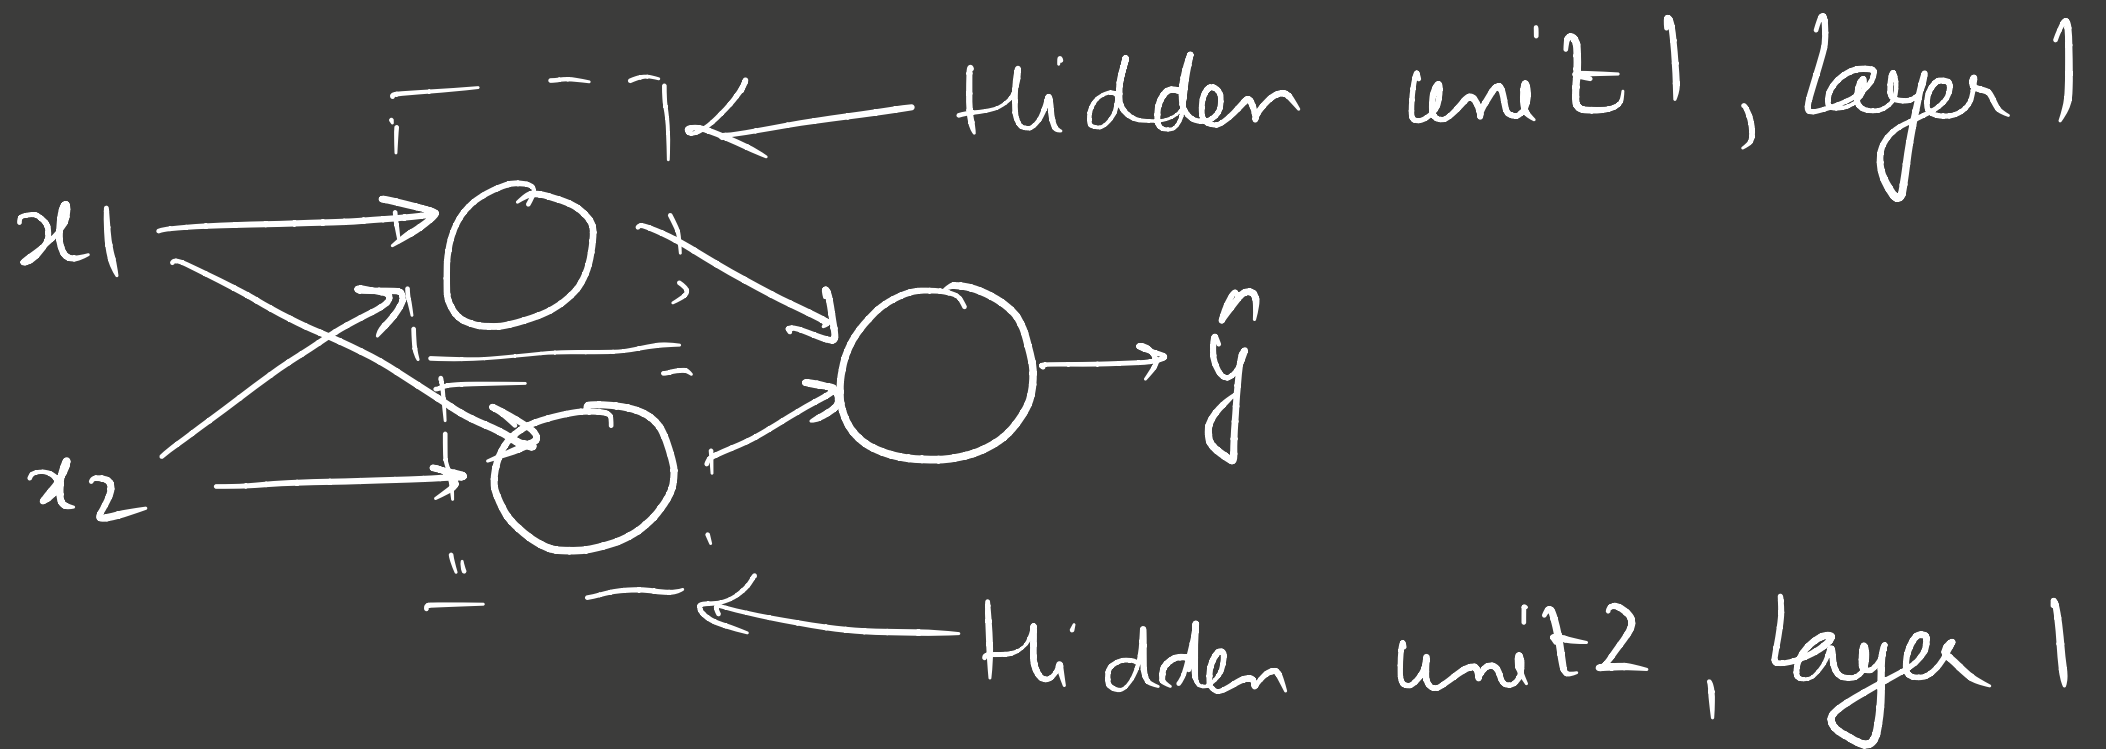 Hidden unit 1, Layer 1
x1
ŷ
x2
Hidden unit 2, Layer 1